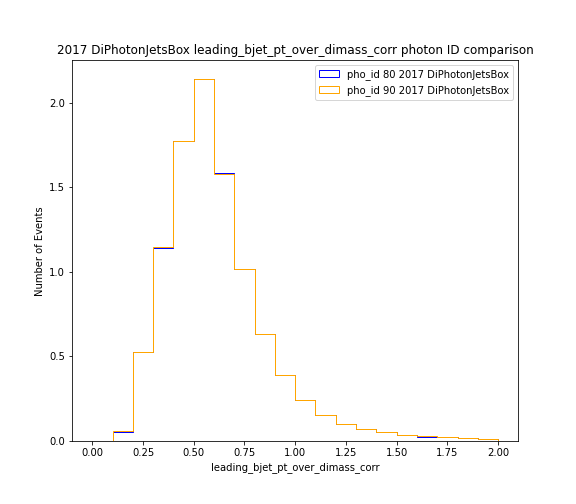 2017 DiPhotonJetsBox leading_bjet_pt_over_dimass_corr photon ID comparison
pho_id 80 2017 DiPhotonJetsBox
pho_id 90 2017 DiPhotonJetsBox
Number of Events
2.0
1.5
1.0
0.5
0.0
0.00 0.25 0.50 0.75 1.00 1.25 1.50 1.75 2.00
leading_bjet_pt_over_dimass_corr